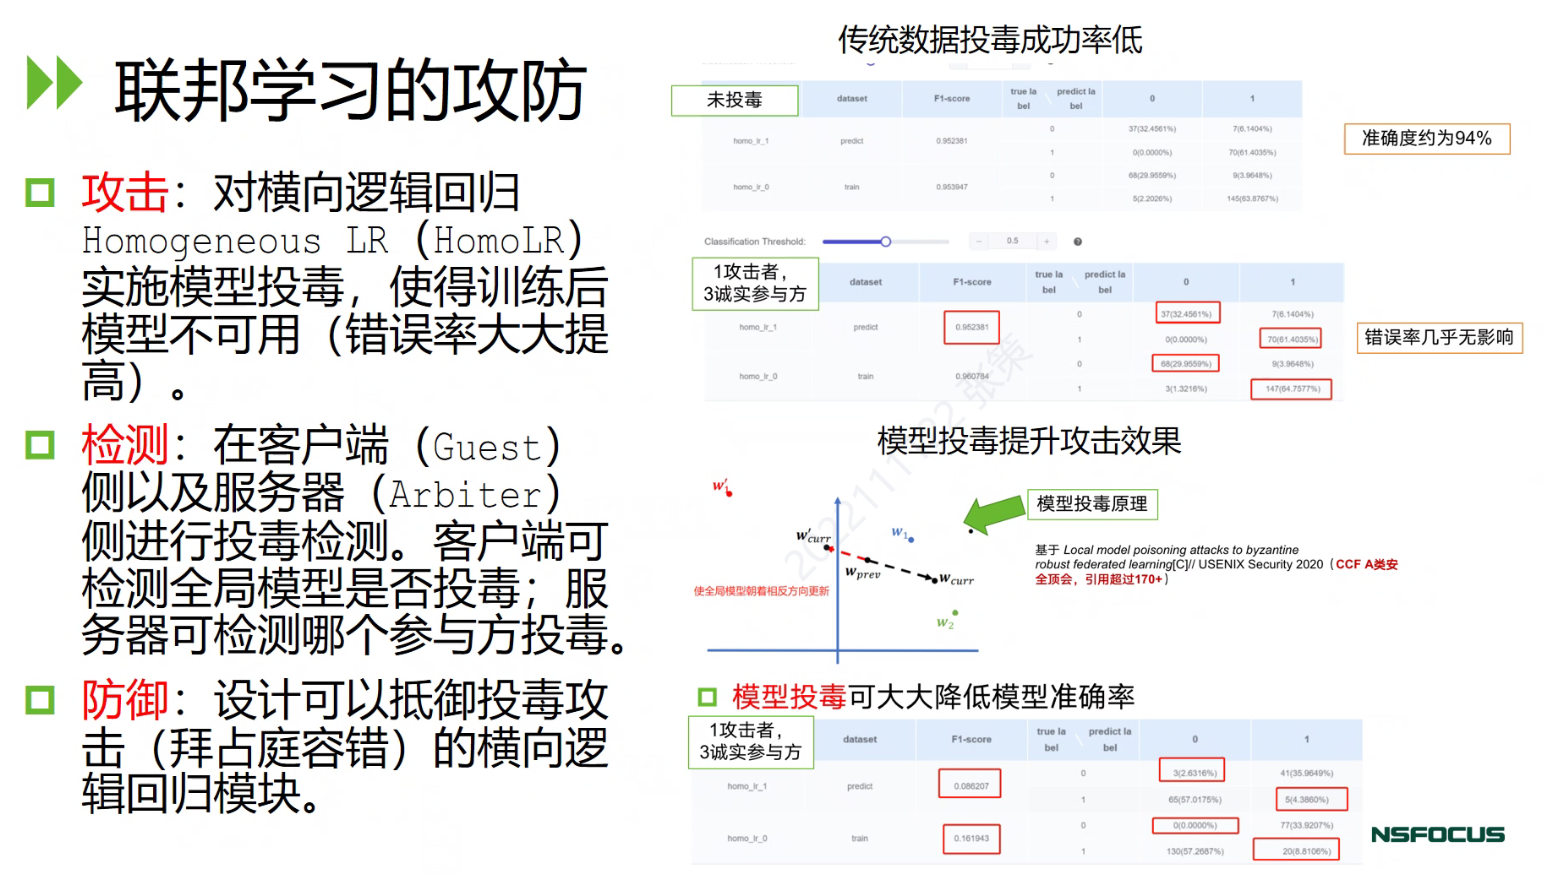 联邦学习的攻防
攻击：对横向逻辑回归
Homogeneous LR（HomoLR）
实施模型投毒，使得训练后
模型不可用（错误率大大提
高）。
检测：在客户端（Guest）
侧以及服务器（Arbiter）
侧进行投毒检测。客户端可
检测全局模型是否投毒；服
务器可检测哪个参与方投毒。
防御：设计可以抵御投毒攻
击（拜占庭容错）的横向逻
辑回归模块。
传统数据投毒成功率低
未投毒
dataset F1-score true la bel predict la bel 0 1
homo_lr_1 predict 0.952381 0 37(32.4561%) 7(6.1404%)
1 0(0.0000%) 70(61.4035%)
homo_lr_0 train 0.953947 0 68(29.9559%) 9(3.9648%)
1 5(2.2026%) 145(63.8767%)
准确度约为94%
Classification Threshold: − 0.5 +
1攻击者，
3诚实参与方
dataset F1-score true la bel predict la bel 0 1
homo_lr_1 predict 0.952381 0 37(32.4561%) 7(6.1404%)
1 0(0.0000%) 70(61.4035%)
homo_lr_0 train 0.960784 0 68(29.9559%) 9(3.9648%)
1 3(1.3216%) 147(64.7577%)
错误率几乎无影响
模型投毒提升攻击效果
w'₁
w'curr
w₁
wprev
wcurr
w₂
使全局模型朝着相反方向更新
模型投毒原理
基于 Local model poisoning attacks to byzantine
robust federated learning[C]// USENIX Security 2020（CCF A类安
全顶会，引用超过170+）
模型投毒可大大降低模型准确率
1攻击者，
3诚实参与方
dataset F1-score true la bel predict la bel 0 1
homo_lr_1 predict 0.086207 0 3(2.6316%) 41(35.9649%)
1 65(57.0175%) 5(4.3860%)
homo_lr_0 train 0.161943 0 0(0.0000%) 77(33.9207%)
1 130(57.2687%) 20(8.8106%)
NSFOCUS